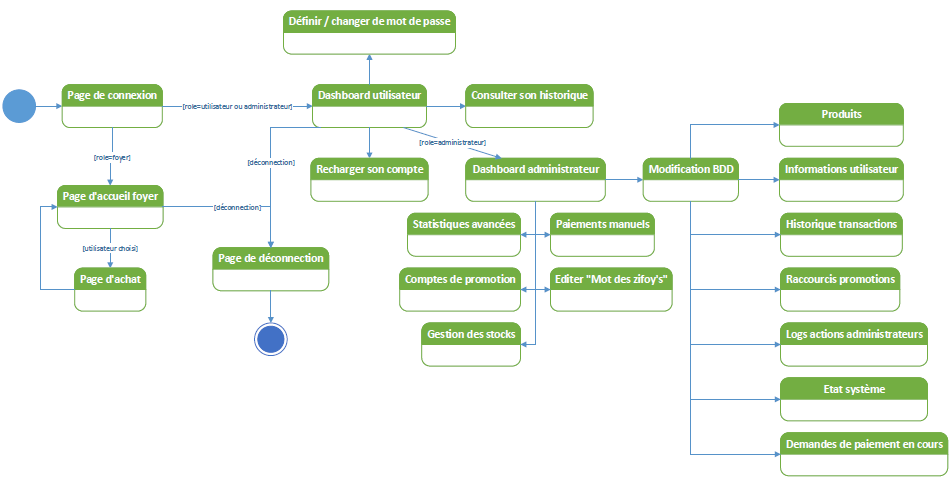 Définir / changer de mot de passe
Page de connexion
[role=utilisateur ou administrateur]
Dashboard utilisateur
Consulter son historique
[role=foyer]
[déconnection]
[role=administrateur]
Recharger son compte
Dashboard administrateur
Modification BDD
Produits
Informations utilisateur
Page d'accueil foyer
[déconnection]
[utilisateur choisi]
Page d'achat
Page de déconnection
Statistiques avancées
Paiements manuels
Comptes de promotion
Editer "Mot des zifoy's"
Gestion des stocks
Historique transactions
Raccourcis promotions
Logs actions administrateurs
Etat système
Demandes de paiement en cours